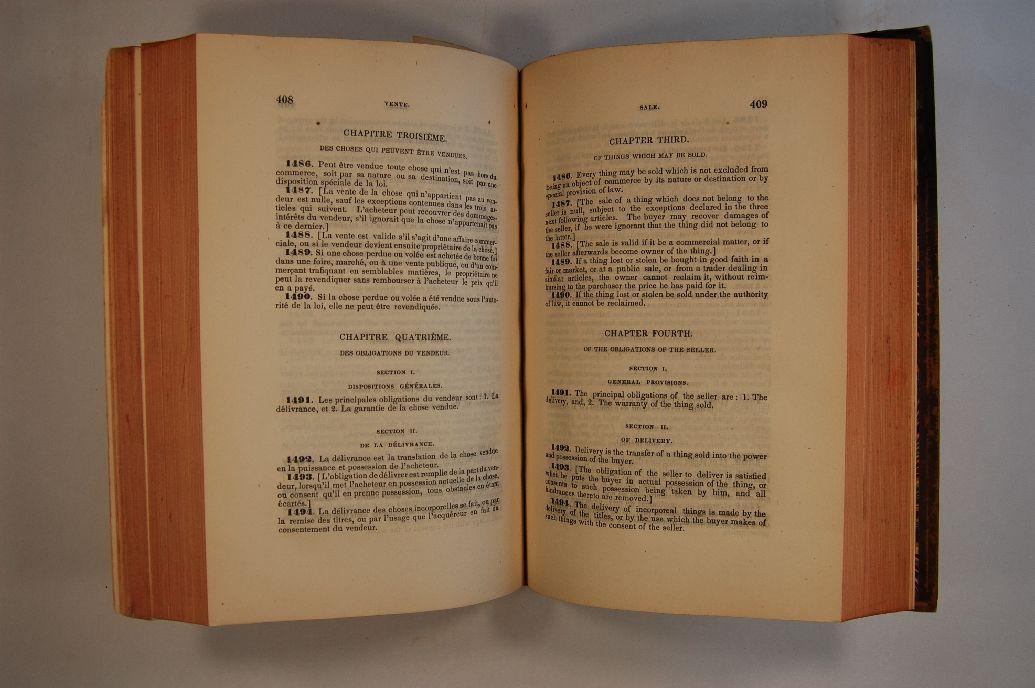 408
VENTE.
CHAPITRE TROISIÈME.
DES CHOSES QUI PEUVENT ÊTRE VENDUES.
1486. Peut être vendue toute chose qui n'est pas hors du
commerce, soit par sa nature ou sa destination, soit par une
disposition spéciale de la loi.
1487. [La vente de la chose qui n'appartient pas au ven-
deur est nulle, sauf les exceptions contenues dans les trois ar-
ticles qui suivent. L'acheteur peut recouvrer des dommages-
intérêts du vendeur, s'il ignorait que la chose n'appartenait pas
à ce dernier.]
1488. [La vente est valide s'il s'agit d'une affaire commer-
ciale, ou si le vendeur devient ensuite propriétaire de la chose.]
1489. Si une chose perdue ou volée est achetée de bonne foi
dans une foire, marché, ou à une vente publique, ou d'un com-
merçant trafiquant en semblables matières, le propriétaire ne
peut la revendiquer sans rembourser à l'acheteur le prix qu'il
en a payé.
1490. Si la chose perdue ou volée a été vendue sous l'auto-
rité de la loi, elle ne peut être revendiquée.
CHAPITRE QUATRIÈME.
DES OBLIGATIONS DU VENDEUR.
SECTION I.
DISPOSITIONS GÉNÉRALES.
1491. Les principales obligations du vendeur sont : 1. La
délivrance, et 2. La garantie de la chose vendue.
SECTION II.
DE LA DÉLIVRANCE.
1492. La délivrance est la translation de la chose vendue
en la puissance et possession de l'acheteur.
1493. [L'obligation de délivrer est remplie de la part du ven-
deur, lorsqu'il met l'acheteur en possession actuelle de la chose,
ou consent qu'il en prenne possession, tous obstacles en étant
écartés.]
1494. La délivrance des choses incorporelles se fait, ou par
la remise des titres, ou par l'usage que l'acquéreur en fait du
consentement du vendeur.
SALE.
409
CHAPTER THIRD.
OF THINGS WHICH MAY BE SOLD.
1486. Every thing may be sold which is not excluded from
being an object of commerce by its nature or destination or by
special provision of law.
1487. [The sale of a thing which does not belong to the
seller is null, subject to the exceptions declared in the three
next following articles. The buyer may recover damages of
the seller, if he were ignorant that the thing did not belong to
the latter.]
1488. [The sale is valid if it be a commercial matter, or if
the seller afterwards become owner of the thing.]
1489. If a thing lost or stolen be bought in good faith in a
fair or market, or at a public sale, or from a trader dealing in
similar articles, the owner cannot reclaim it, without reim-
bursing to the purchaser the price he has paid for it.
1490. If the thing lost or stolen be sold under the authority
of law, it cannot be reclaimed.
CHAPTER FOURTH.
OF THE OBLIGATIONS OF THE SELLER.
SECTION I.
GENERAL PROVISIONS.
1491. The principal obligations of the seller are : 1. The
delivery, and, 2. The warranty of the thing sold.
SECTION II.
OF DELIVERY.
1492. Delivery is the transfer of a thing sold into the power
and possession of the buyer.
1493. [The obligation of the seller to deliver is satisfied
when he puts the buyer in actual possession of the thing, or
consents to such possession being taken by him, and all
hindrances thereto are removed.]
1494. The delivery of incorporeal things is made by the
delivery of the titles, or by the use which the buyer makes of
such things with the consent of the seller.